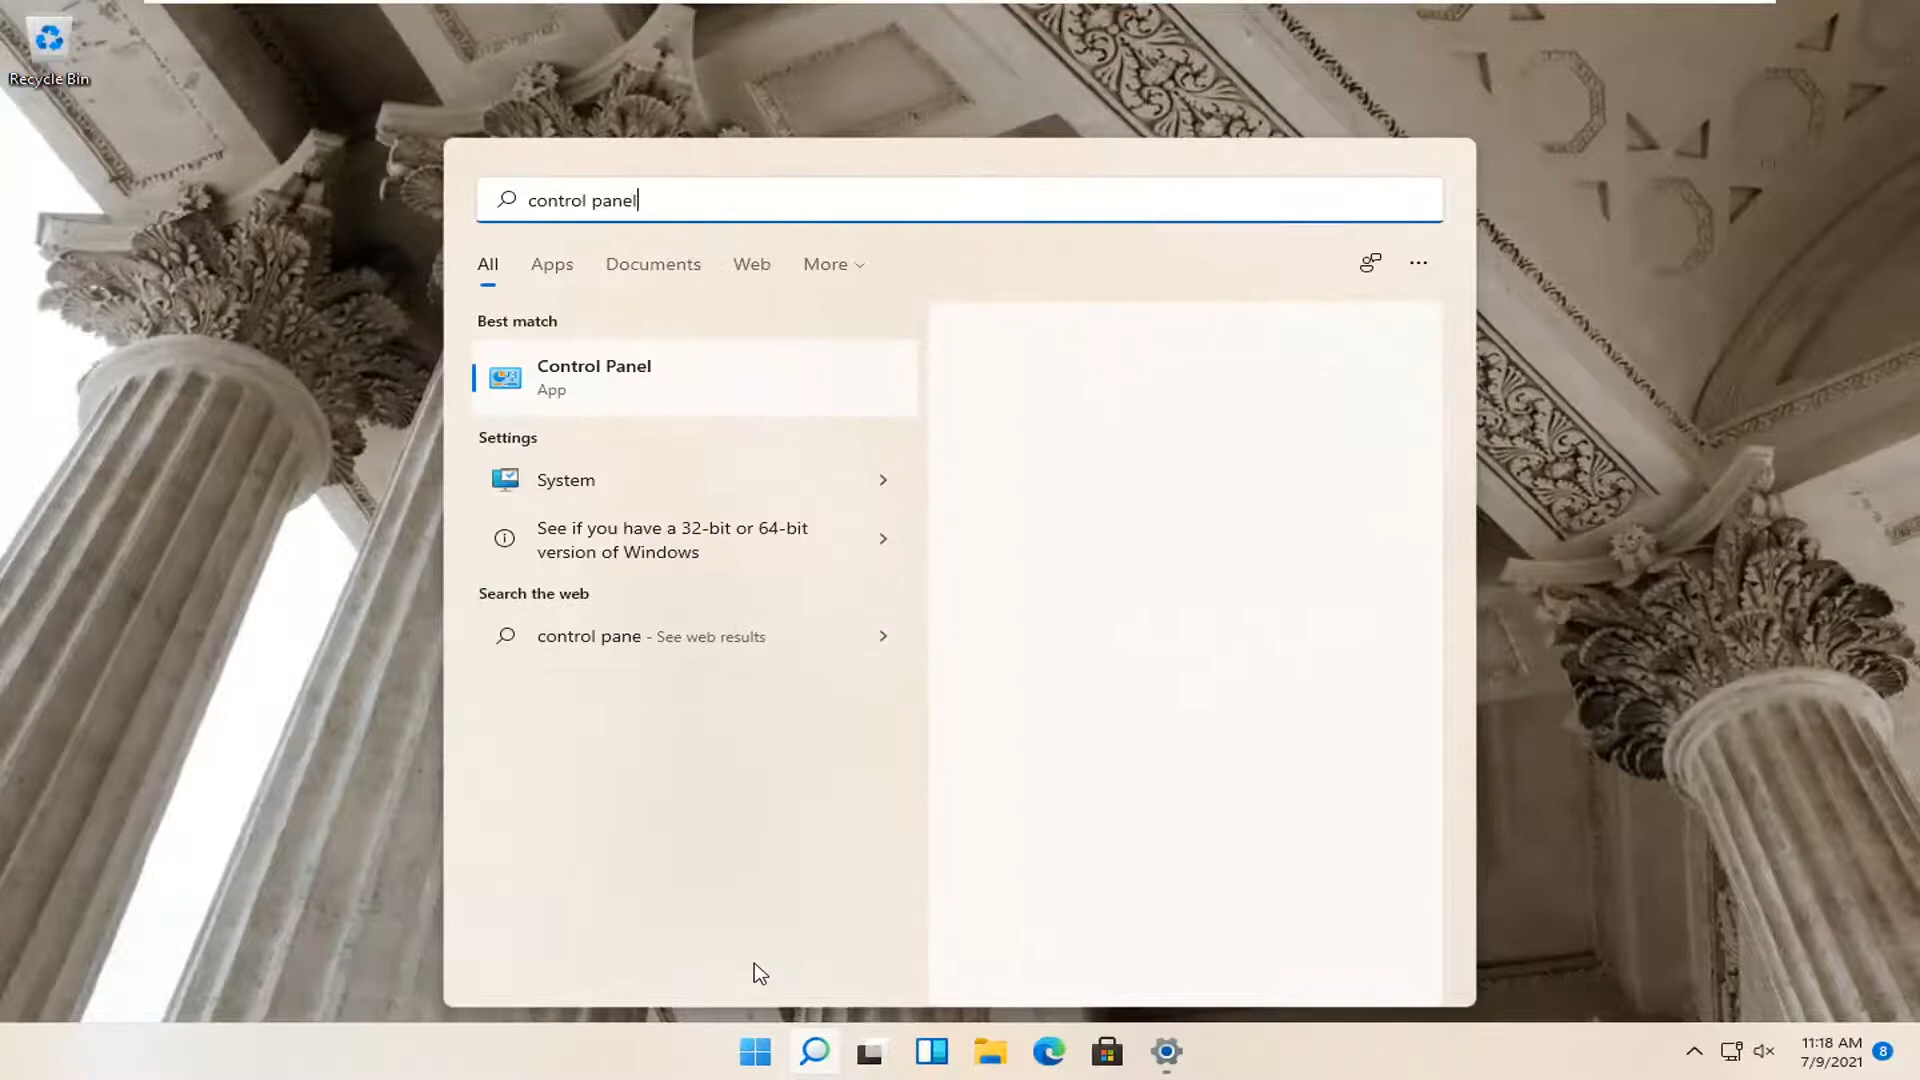 Recycle Bin
control panel
All Apps Documents Web More
Best match
Control Panel
App
Settings
System
See if you have a 32-bit or 64-bit
version of Windows
Search the web
control pane - See web results
11:18 AM
7/9/2021
8